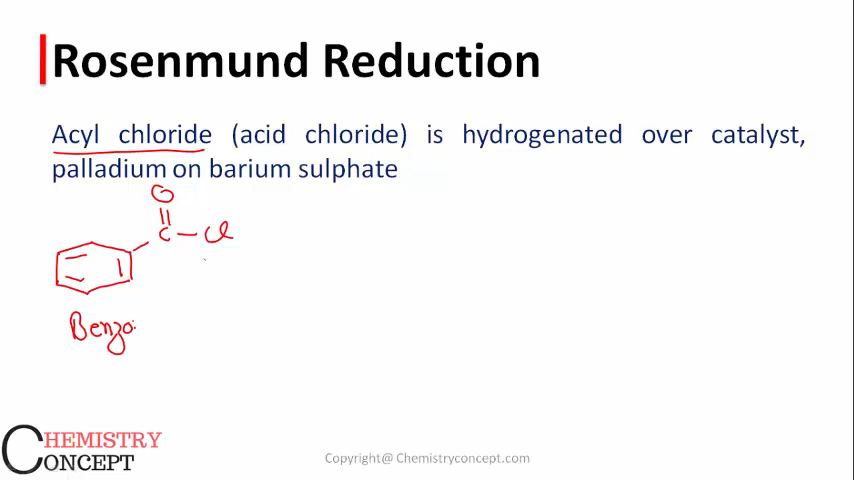 Rosenmund Reduction
Acyl chloride (acid chloride) is hydrogenated over catalyst,
palladium on barium sulphate
O
C – Cl
Benzo
CHEMISTRY
CONCEPT
Copyright@ Chemistryconcept.com